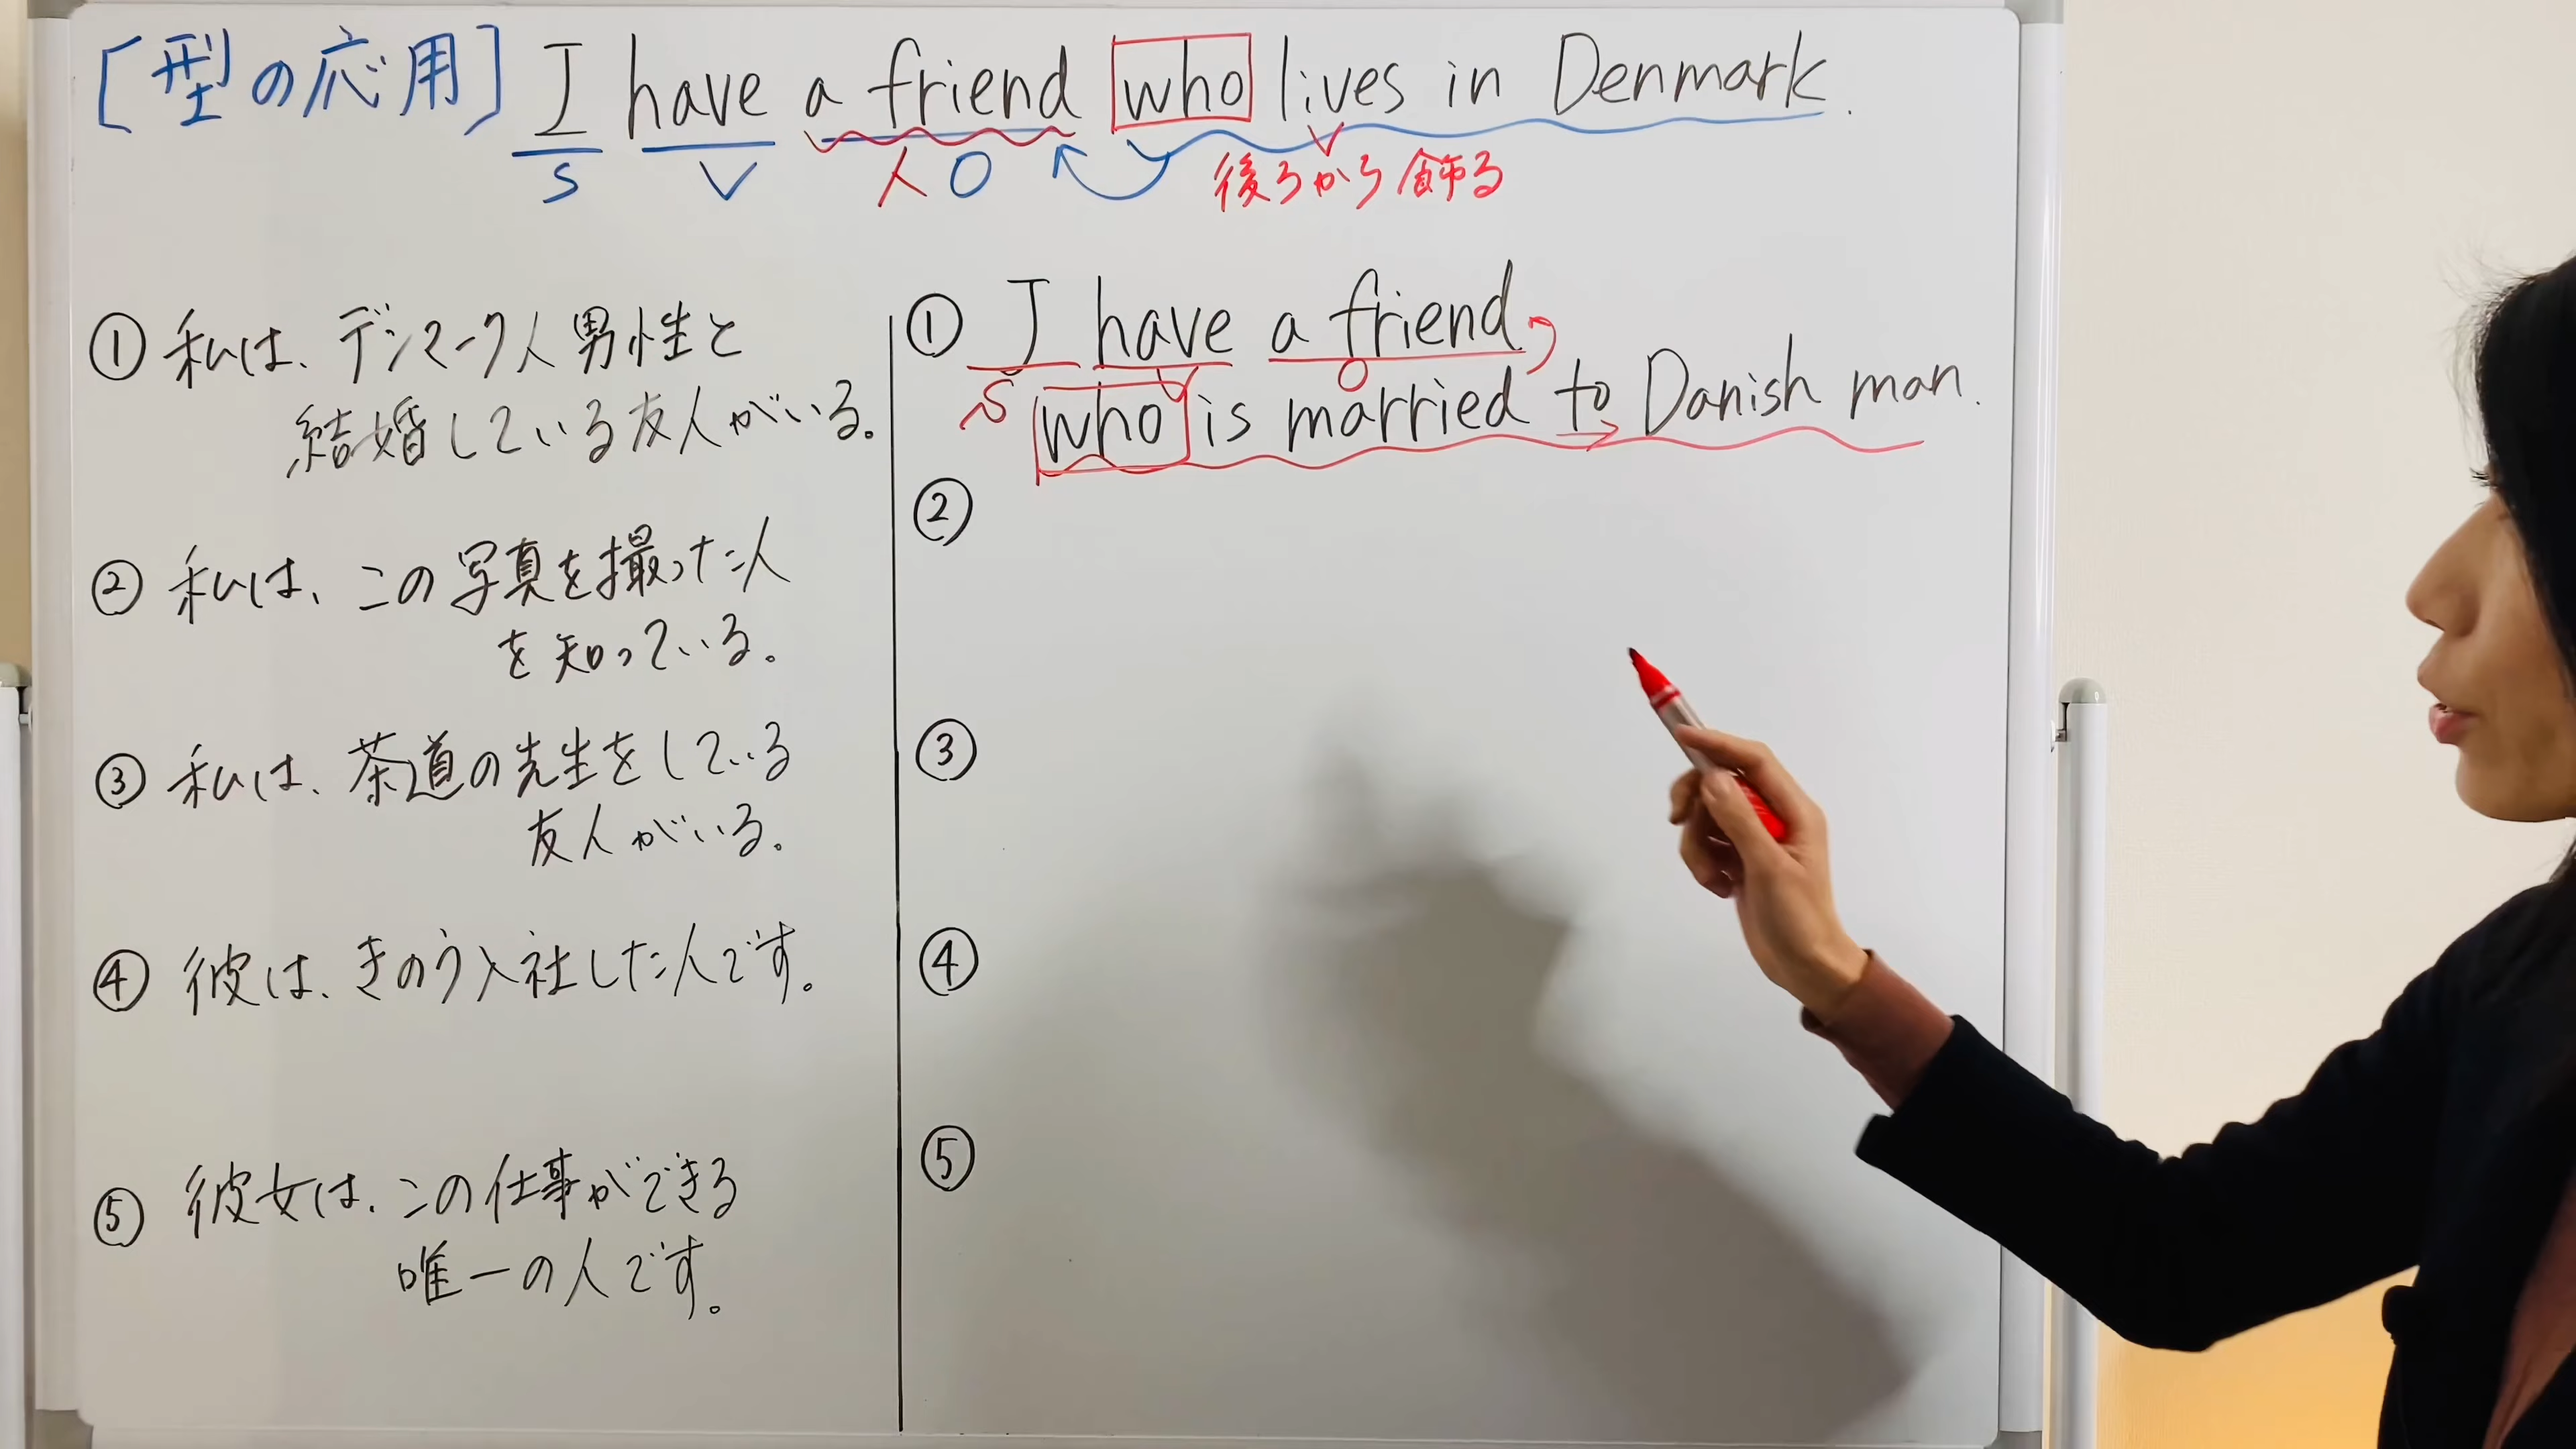 [型の応用] I have a friend who lives in Denmark.
S V 人 O 後ろから飾る
① 私は、デンマーク人男性と
結婚している友人がいる。
② 私は、この写真を撮った人
を知っている。
③ 私は、茶道の先生をしている
友人がいる。
④ 彼は、きのう入社した人です。
⑤ 彼女は、この仕事ができる
唯一の人です。
① I have a friend,
S V O
who is married to Danish man.
②
③
④
⑤